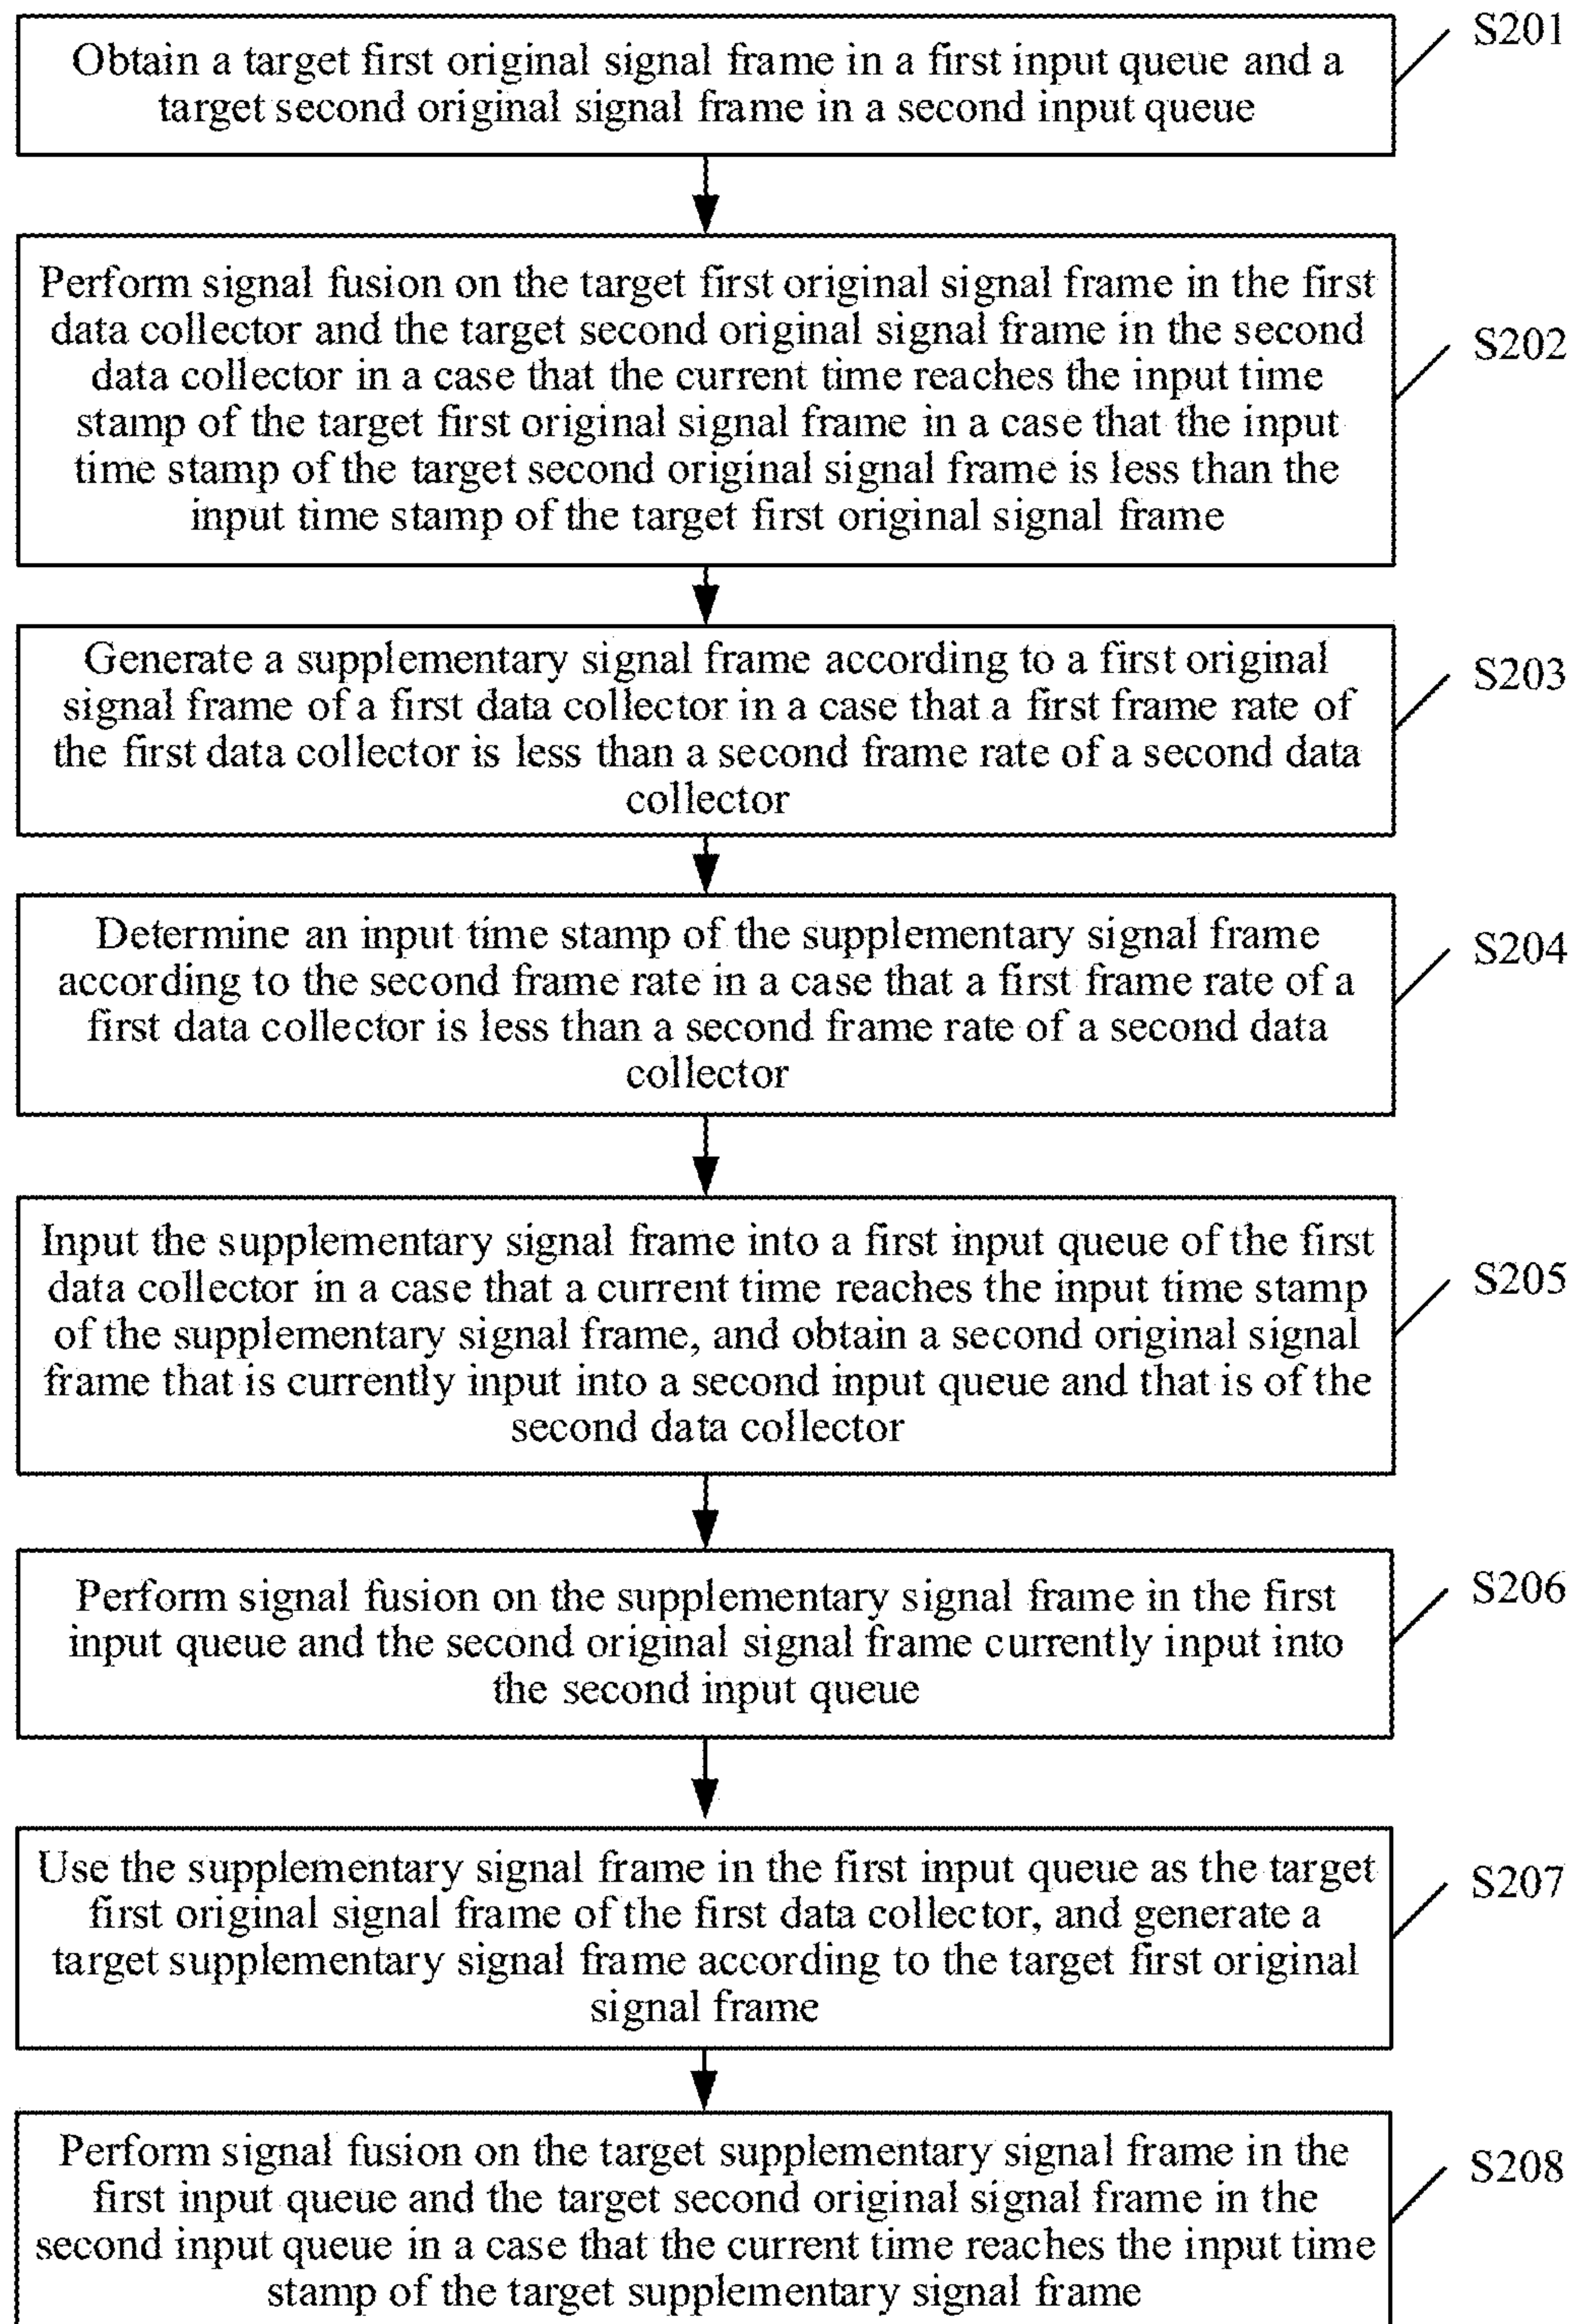 S201
Obtain a target first original signal frame in a first input queue and a
target second original signal frame in a second input queue
Perform signal fusion on the target first original signal frame in the first
data collector and the target second original signal frame in the second
data collector in a case that the current time reaches the input time
stamp of the target first original signal frame in a case that the input
time stamp of the target second original signal frame is less than the
input time stamp of the target first original signal frame
S202
Generate a supplementary signal frame according to a first original
signal frame of a first data collector in a case that a first frame rate of
the first data collector is less than a second frame rate of a second data
collector
S203
Determine an input time stamp of the supplementary signal frame
according to the second frame rate in a case that a first frame rate of a
first data collector is less than a second frame rate of a second data
collector
S204
Input the supplementary signal frame into a first input queue of the first
data collector in a case that a current time reaches the input time stamp
of the supplementary signal frame, and obtain a second original signal
frame that is currently input into a second input queue and that is of the
second data collector
S205
Perform signal fusion on the supplementary signal frame in the first
input queue and the second original signal frame currently input into
the second input queue
S206
Use the supplementary signal frame in the first input queue as the target
first original signal frame of the first data collector, and generate a
target supplementary signal frame according to the target first original
signal frame
S207
Perform signal fusion on the target supplementary signal frame in the
first input queue and the target second original signal frame in the
second input queue in a case that the current time reaches the input time
stamp of the target supplementary signal frame
S208